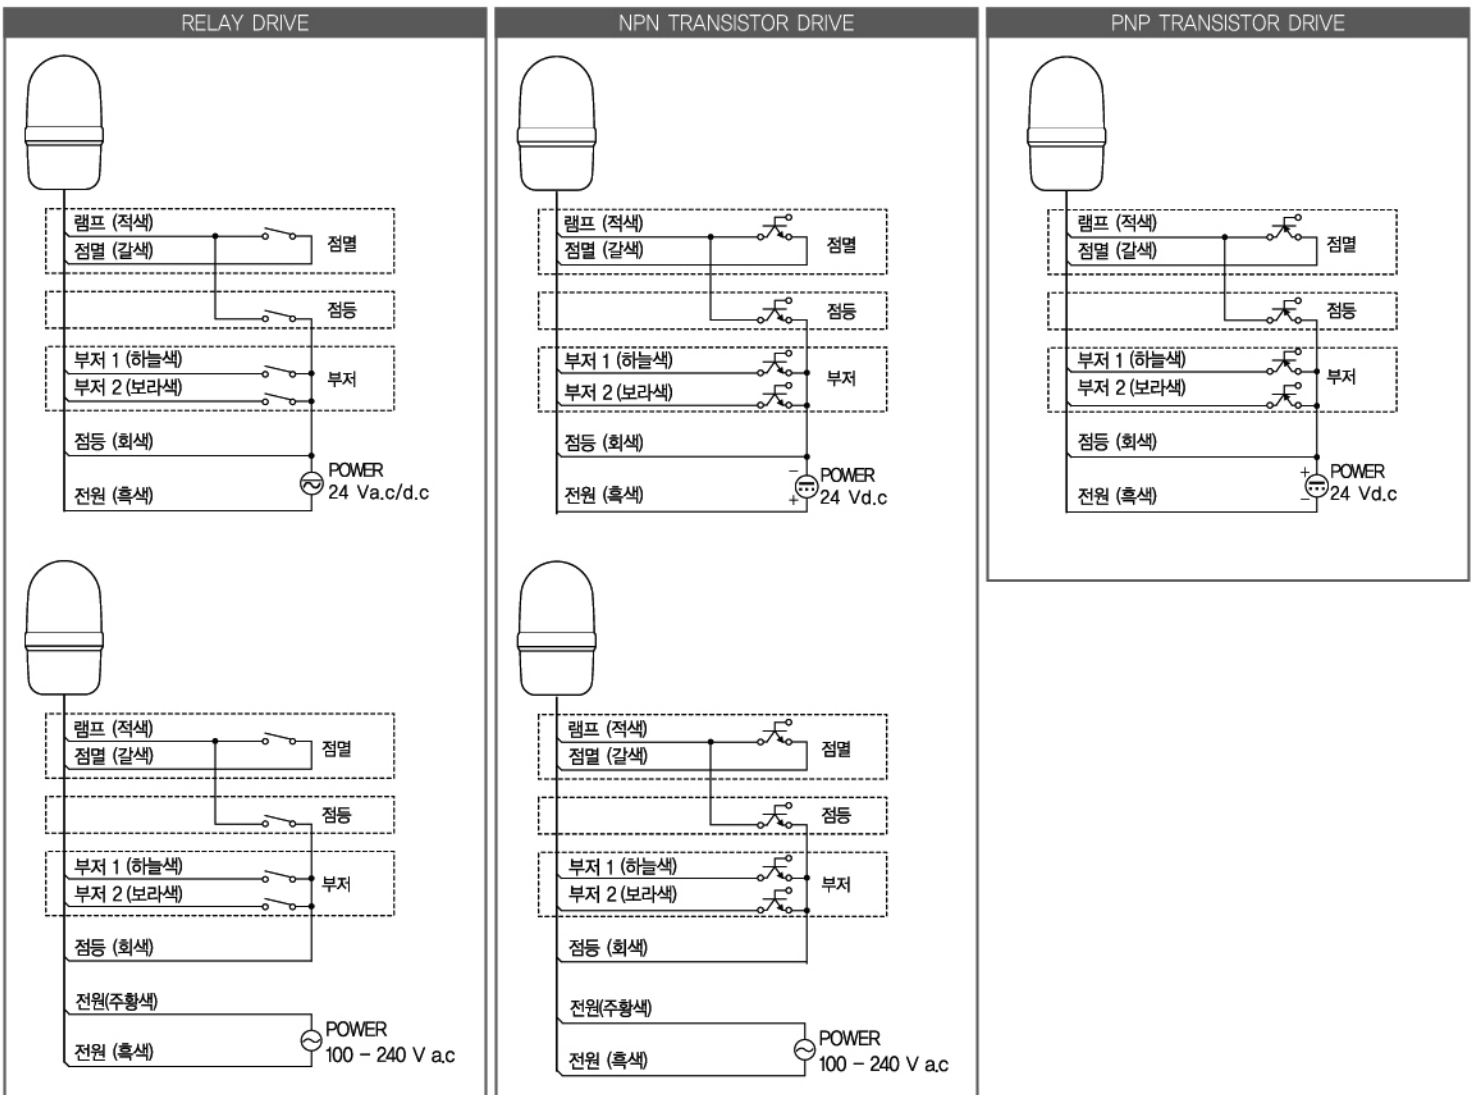 RELAY DRIVE
램프 (적색)
점멸 (갈색)
점멸
점등
부저 1 (하늘색)
부저 2 (보라색)
부저
점등 (회색)
POWER
24 Va.c/d.c
전원 (흑색)
램프 (적색)
점멸 (갈색)
점멸
점등
부저 1 (하늘색)
부저 2 (보라색)
부저
점등 (회색)
전원(주황색)
POWER
100 - 240 V a.c
전원 (흑색)
NPN TRANSISTOR DRIVE
램프 (적색)
점멸 (갈색)
점멸
점등
부저 1 (하늘색)
부저 2 (보라색)
부저
점등 (회색)
− POWER
+ 24 Vd.c
전원 (흑색)
램프 (적색)
점멸 (갈색)
점멸
점등
부저 1 (하늘색)
부저 2 (보라색)
부저
점등 (회색)
전원(주황색)
POWER
100 - 240 V a.c
전원 (흑색)
PNP TRANSISTOR DRIVE
램프 (적색)
점멸 (갈색)
점멸
점등
부저 1 (하늘색)
부저 2 (보라색)
부저
점등 (회색)
+ POWER
− 24 Vd.c
전원 (흑색)